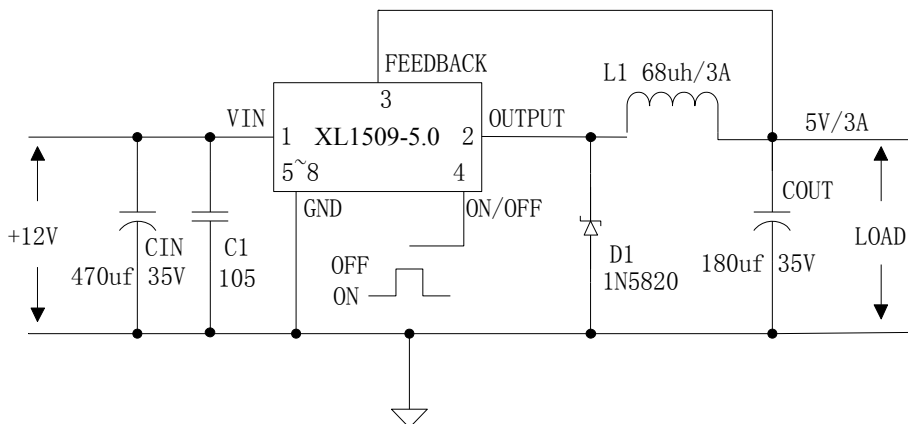 FEEDBACK
L1 68uh/3A
3
VIN
1 XL1509-5.0 2
OUTPUT
5V/3A
5~8
4
GND
ON/OFF
COUT
+12V
CIN
C1
470uf 35V
105
OFF
ON
D1
1N5820
180uf 35V
LOAD